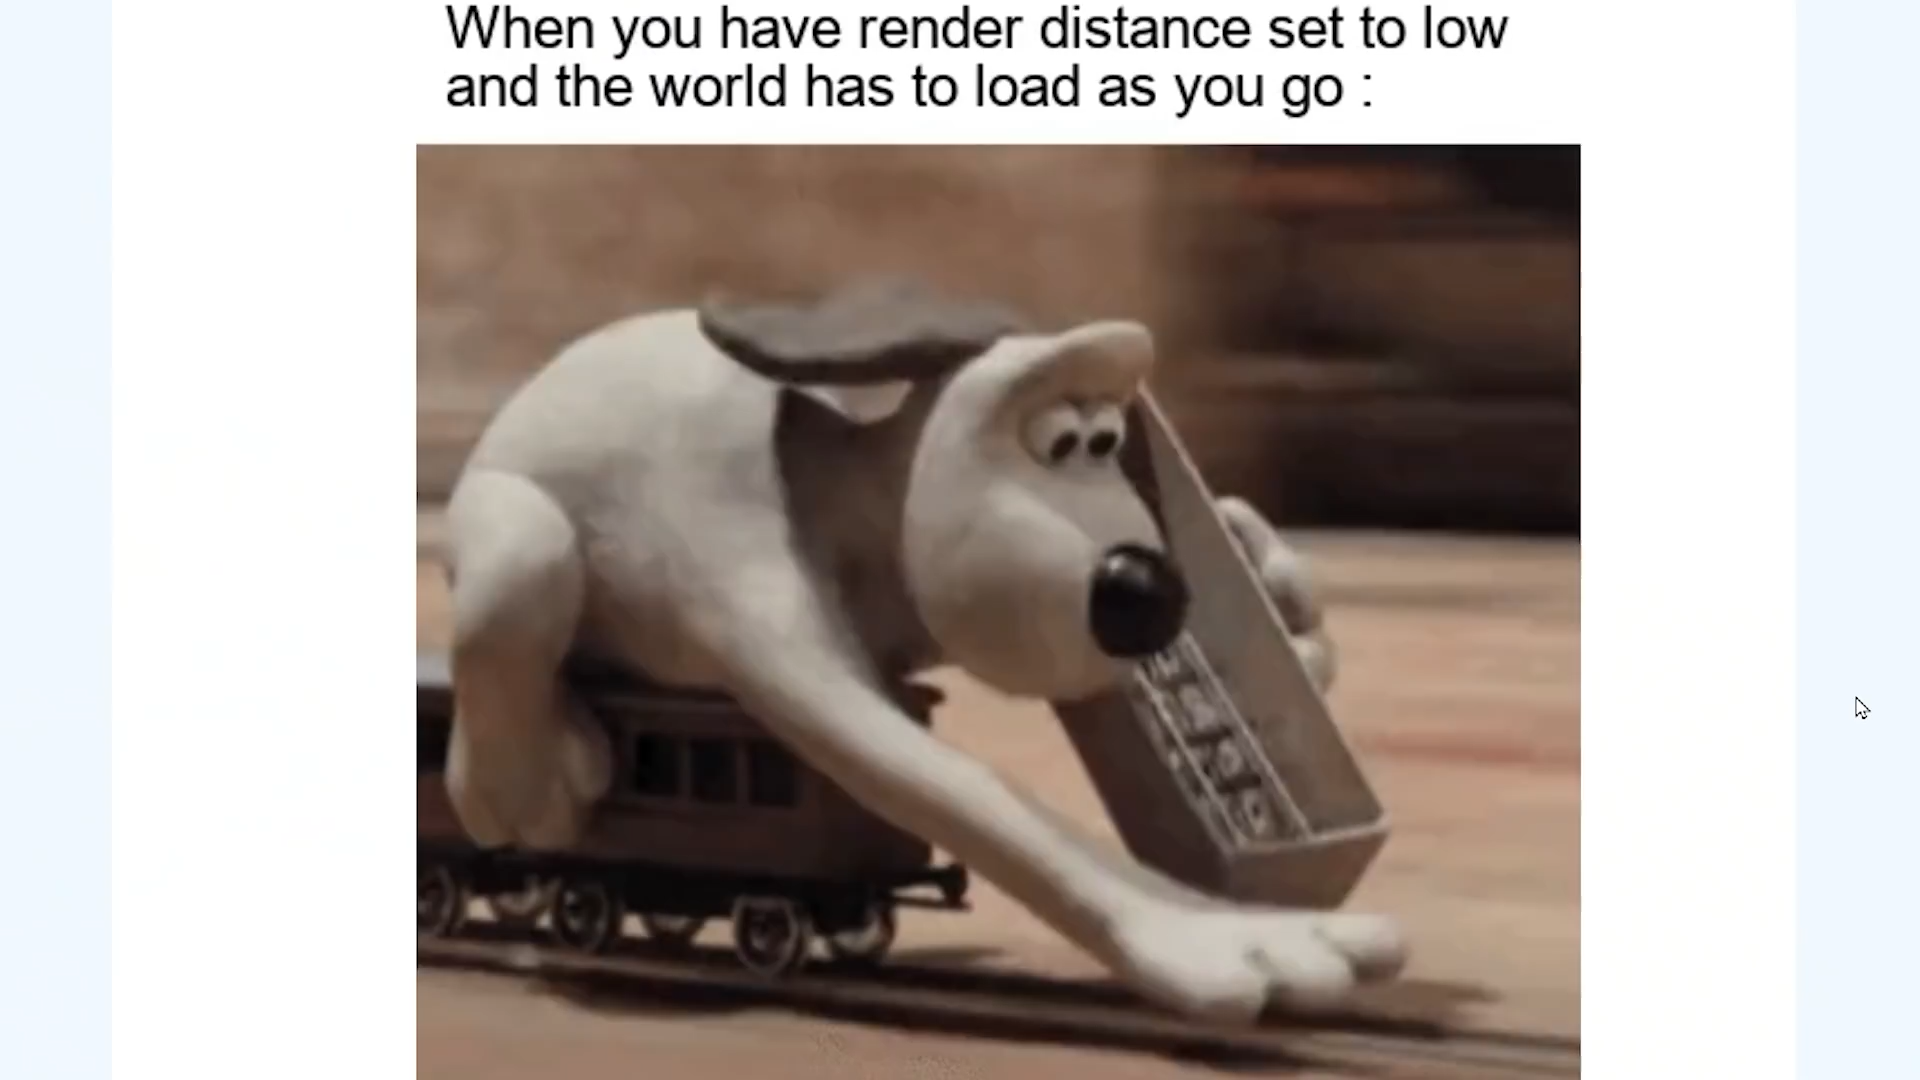 When you have render distance set to low
and the world has to load as you go :